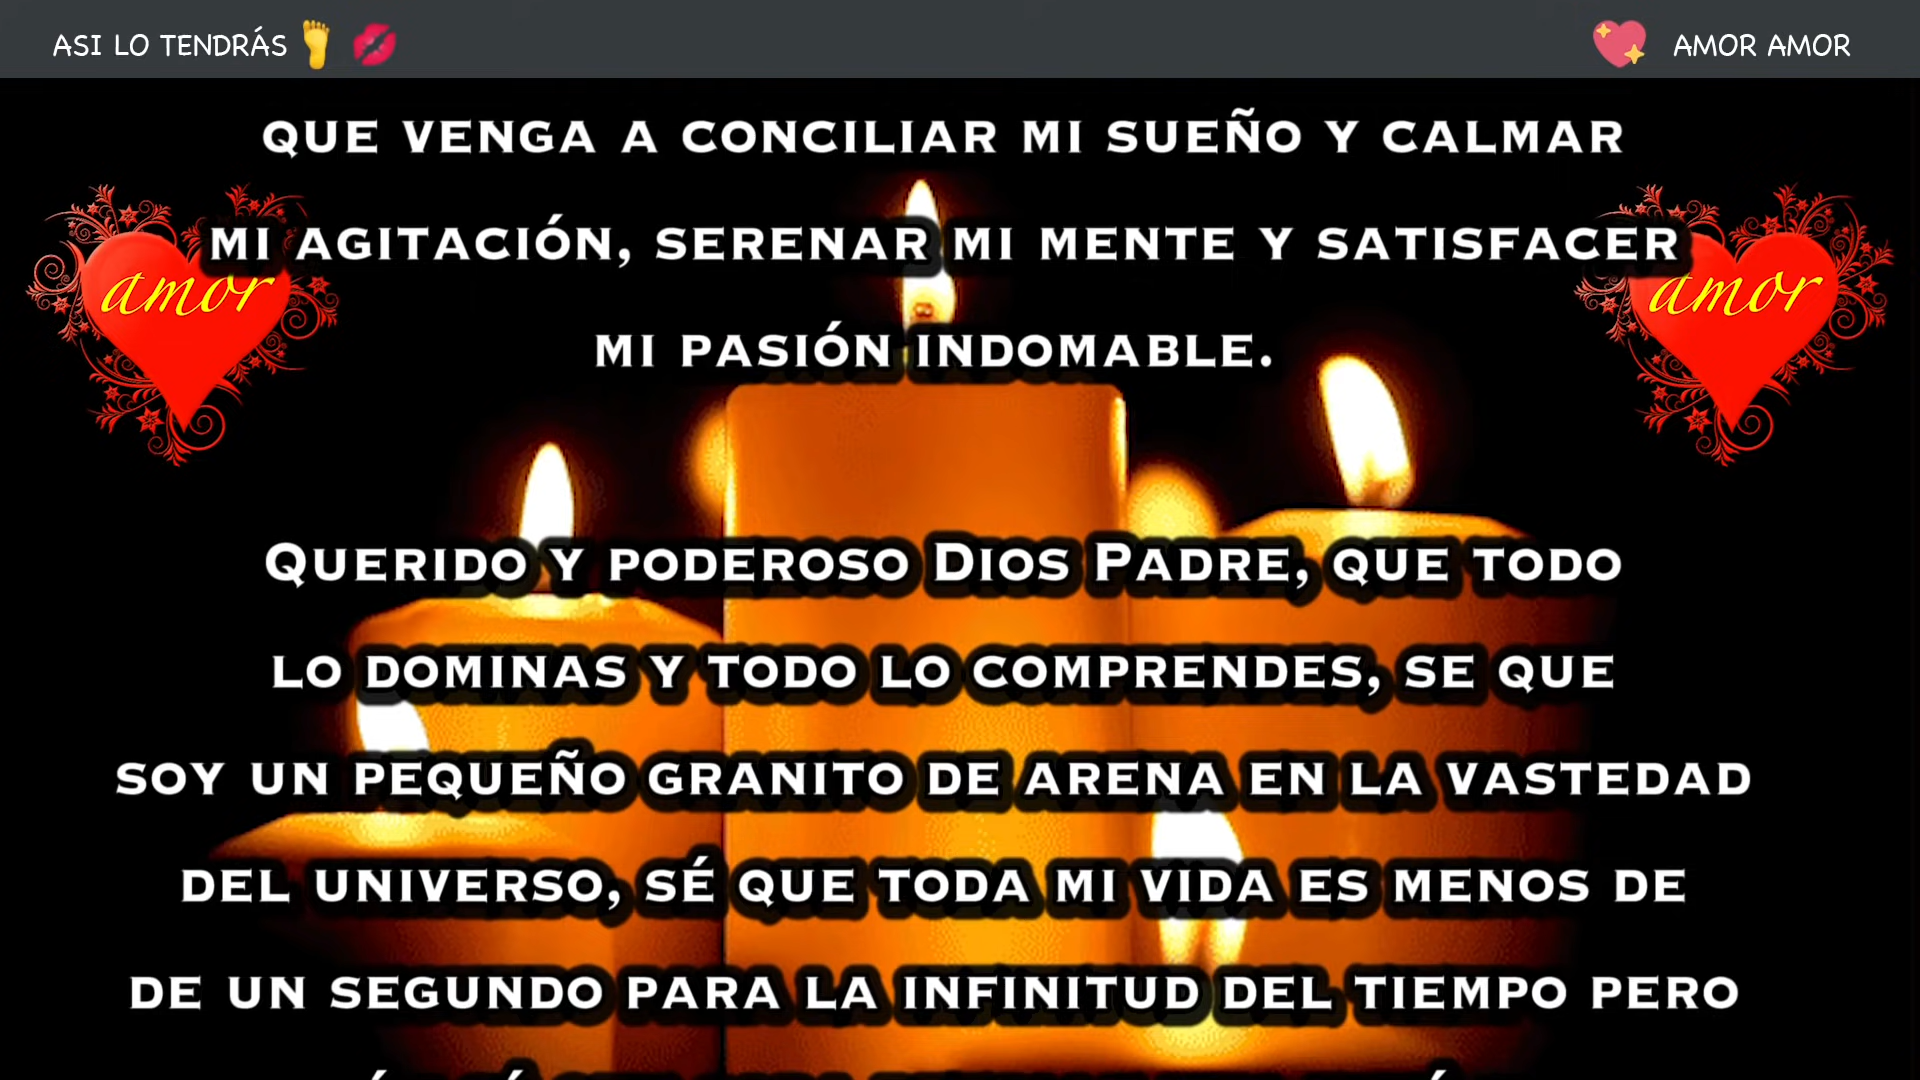 ASI LO TENDRÁS
AMOR AMOR
QUE VENGA A CONCILIAR MI SUEÑO Y CALMAR
MI AGITACIÓN, SERENAR MI MENTE Y SATISFACER
MI PASIÓN INDOMABLE.
amor
amor
QUERIDO Y PODEROSO DIOS PADRE, QUE TODO
LO DOMINAS Y TODO LO COMPRENDES, SE QUE
SOY UN PEQUEÑO GRANITO DE ARENA EN LA VASTEDAD
DEL UNIVERSO, SÉ QUE TODA MI VIDA ES MENOS DE
DE UN SEGUNDO PARA LA INFINITUD DEL TIEMPO PERO